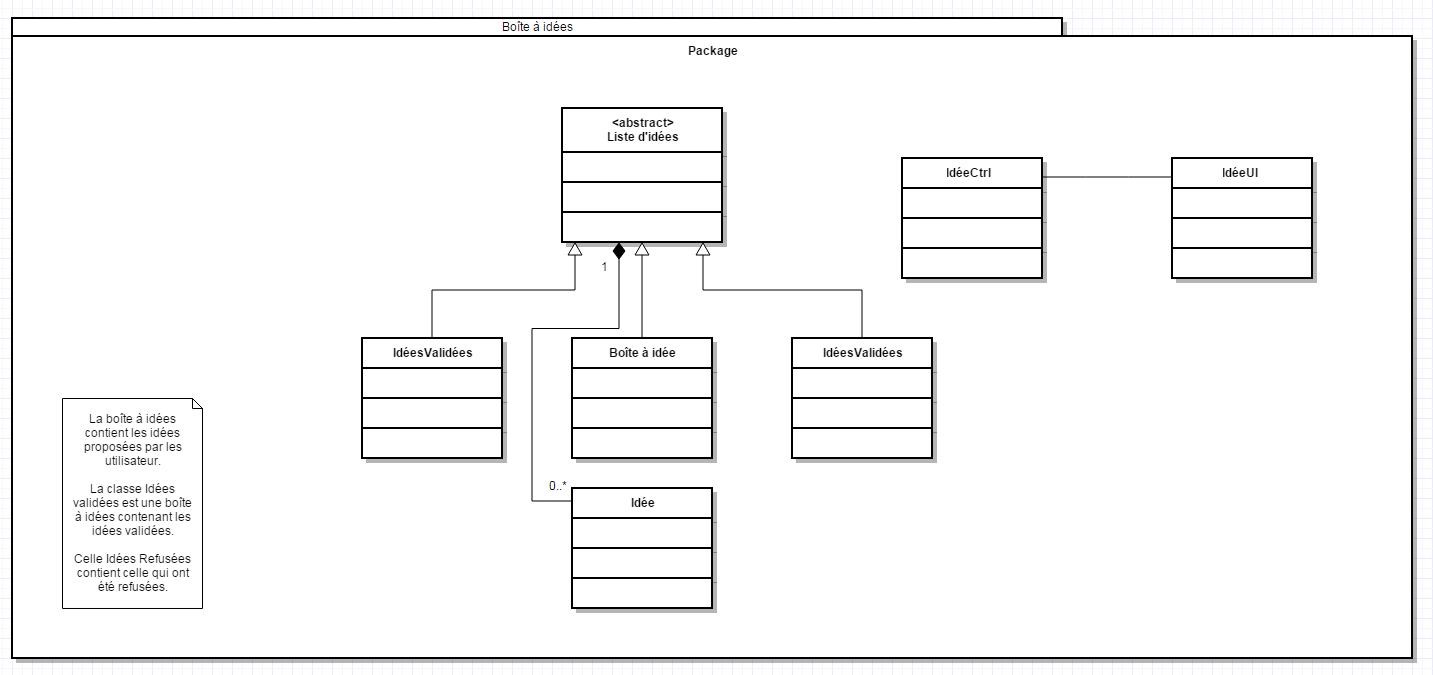 Boîte à idées
Package
<abstract>
Liste d'idées
IdéeCtrl
IdéeUI
1
IdéesValidées
Boîte à idée
IdéesValidées
La boîte à idées
contient les idées
proposées par les
utilisateur.
La classe Idées
validées est une boîte
à idées contenant les
idées validées.
Celle Idées Refusées
contient celle qui ont
été refusées.
0..*
Idée